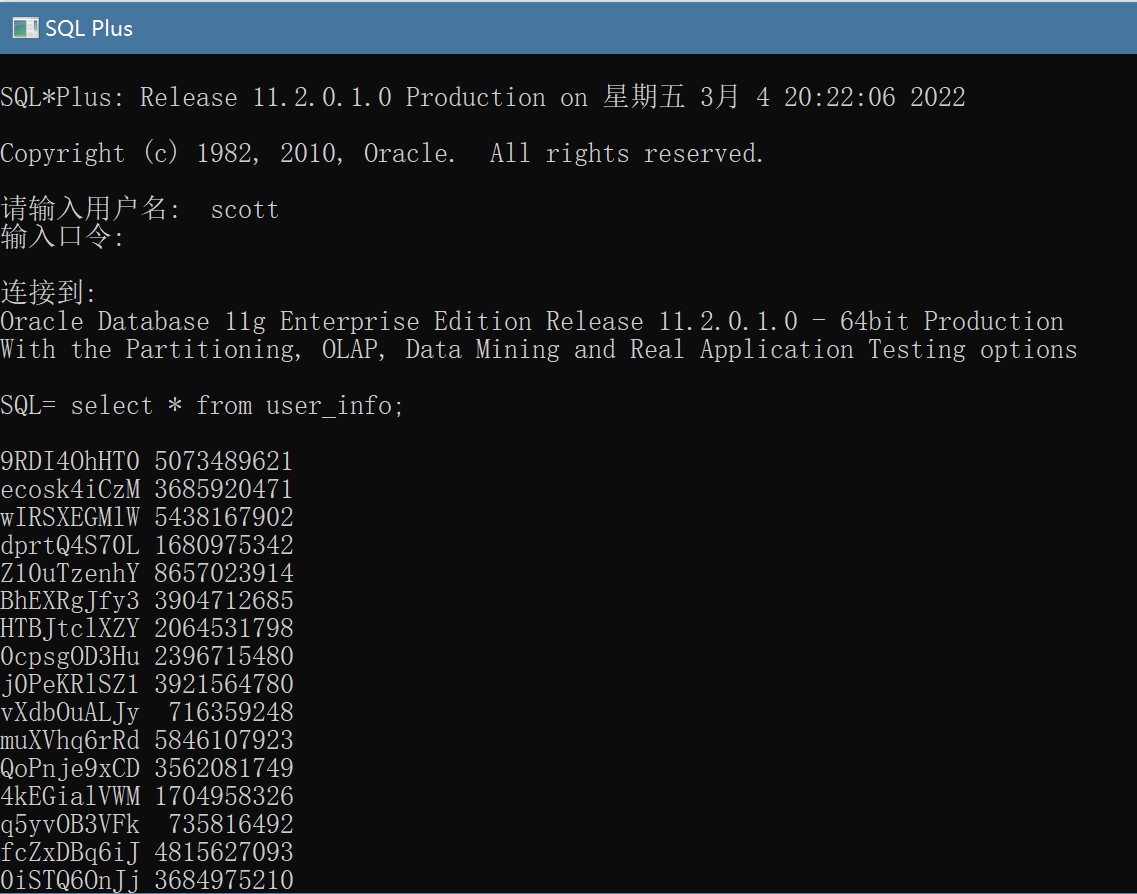 SQL Plus
SQL*Plus: Release 11.2.0.1.0 Production on 星期五 3月 4 20:22:06 2022
Copyright (c) 1982, 2010, Oracle.  All rights reserved.
请输入用户名:  scott
输入口令:
连接到:
Oracle Database 11g Enterprise Edition Release 11.2.0.1.0 - 64bit Production
With the Partitioning, OLAP, Data Mining and Real Application Testing options
SQL= select * from user_info;
9RDI4OhHT0 5073489621
ecosk4iCzM 3685920471
wIRSXEGMlW 5438167902
dprtQ4S70L 1680975342
Z10uTzenhY 8657023914
BhEXRgJfy3 3904712685
HTBJtclXZY 2064531798
0cpsgOD3Hu 2396715480
j0PeKRlSZ1 3921564780
vXdbOuALJy  716359248
muXVhq6rRd 5846107923
QoPnje9xCD 3562081749
4kEGialVWM 1704958326
q5yvOB3VFk  735816492
fcZxDBq6iJ 4815627093
0iSTQ6OnJj 3684975210